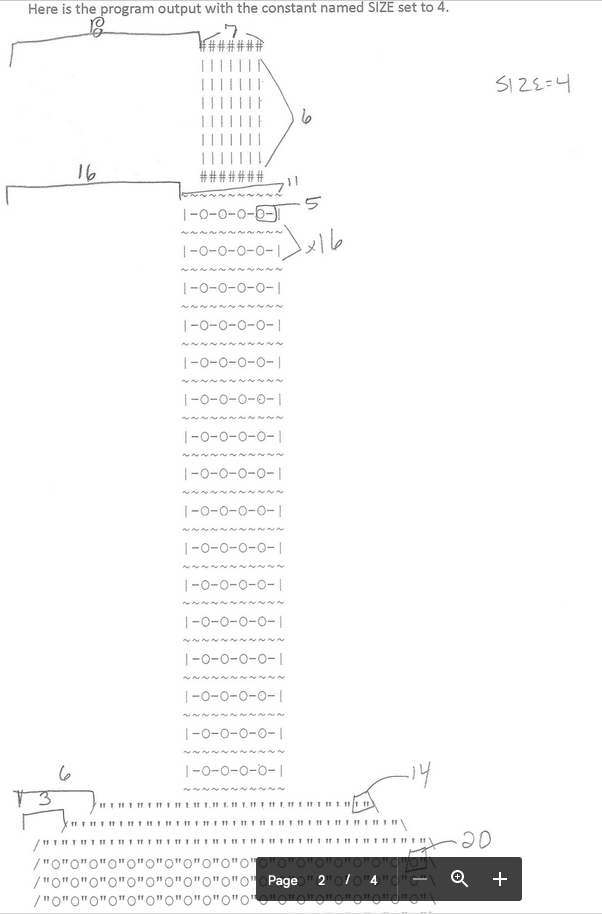 Here is the program output with the constant named SIZE set to 4.
18 7
#######
SIZE=4
|||||||
|||||||
|||||||
||||||| 6
|||||||
|||||||
#######
16 11
~~~~~~~~~~~
|-O-O-O-O-| 5
~~~~~~~~~~~
|-O-O-O-O-| x16
~~~~~~~~~~~
|-O-O-O-O-|
~~~~~~~~~~~
|-O-O-O-O-|
~~~~~~~~~~~
|-O-O-O-O-|
~~~~~~~~~~~
|-O-O-O-O-|
~~~~~~~~~~~
|-O-O-O-O-|
~~~~~~~~~~~
|-O-O-O-O-|
~~~~~~~~~~~
|-O-O-O-O-|
~~~~~~~~~~~
|-O-O-O-O-|
~~~~~~~~~~~
|-O-O-O-O-|
~~~~~~~~~~~
|-O-O-O-O-|
~~~~~~~~~~~
|-O-O-O-O-|
~~~~~~~~~~~
|-O-O-O-O-|
~~~~~~~~~~~
|-O-O-O-O-|
~~~~~~~~~~~
|-O-O-O-O-|
~~~~~~~~~~~
6 14
/"'"'"'"'"'"'"'"'"'"'"'"'"'"'"\
3
/"'"'"'"'"'"'"'"'"'"'"'"'"'"'"'"'"'"\
/"'"'"'"'"'"'"'"'"'"'"'"'"'"'"'"'"'"'"'"'"\ 20
/"O"O"O"O"O"O"O"O"O"O"O
/"O"O"O"O"O"O"O"O"O"O"O
/"O"O"O"O"O"O"O"O"O"O"O
Page 2 / 4 − +